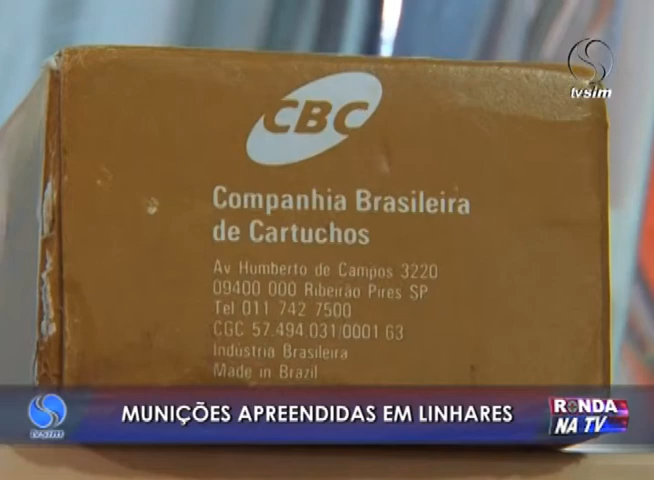 CBC
tvsim
Companhia Brasileira
de Cartuchos
Av Humberto de Campos 3220
09400 000 Ribeirão Pires SP
Tel 011 742 7500
CGC 57.494.031/0001 63
Indústria Brasileira
Made in Brazil
tvsim
MUNIÇÕES APREENDIDAS EM LINHARES
RONDA
NA TV